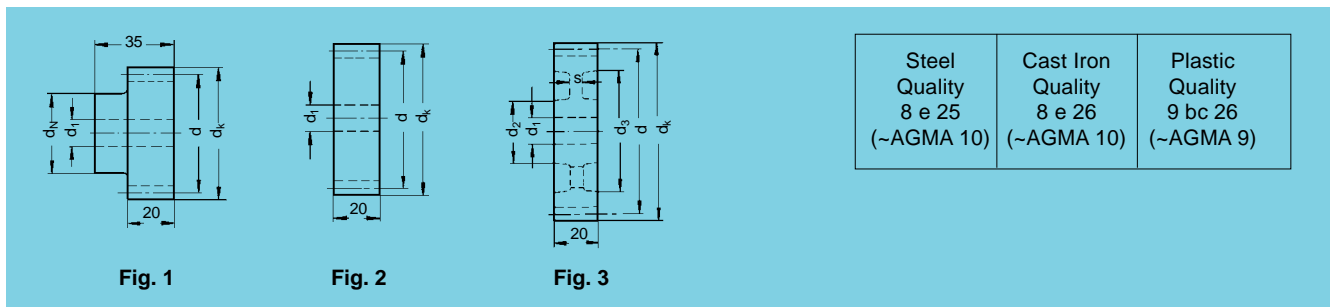 35
dN
d1
d
dk
20
Fig. 1
d1
d
dk
20
Fig. 2
s
d2
d1
d3
d
dk
20
Fig. 3
Steel
Quality
8 e 25
(~AGMA 10)
Cast Iron
Quality
8 e 26
(~AGMA 10)
Plastic
Quality
9 bc 26
(~AGMA 9)